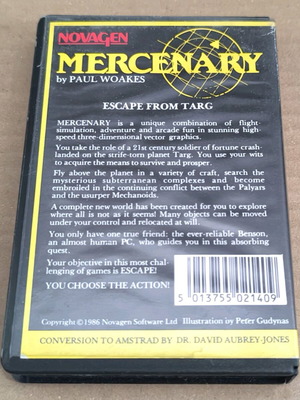 NOVAGEN
MERCENARY
by PAUL WOAKES
ESCAPE FROM TARG
MERCENARY is a unique combination of flight-
simulation, adventure and arcade fun in stunning high-
speed three-dimensional vector graphics.
You take the role of a 21st century soldier of fortune crash-
landed on the strife-torn planet Targ. You use your wits
to acquire the means to survive and prosper.
Fly above the planet in a variety of craft, search the
mysterious subterranean complexes and become
embroiled in the continuing conflict between the Palyars
and the usurper Mechanoids.
A complete new world has been created for you to explore
where all is not as it seems! Many objects can be moved
under your control and relocated at will.
You only have one true friend: the ever-reliable Benson,
an almost human PC, who guides you in this absorbing
quest.
Your objective in this most chal-
lenging of games is ESCAPE!
YOU CHOOSE THE ACTION!
5 013755 021409
Copyright © 1986 Novagen Software Ltd Illustration by Peter Gudynas
CONVERSION TO AMSTRAD BY DR. DAVID AUBREY-JONES